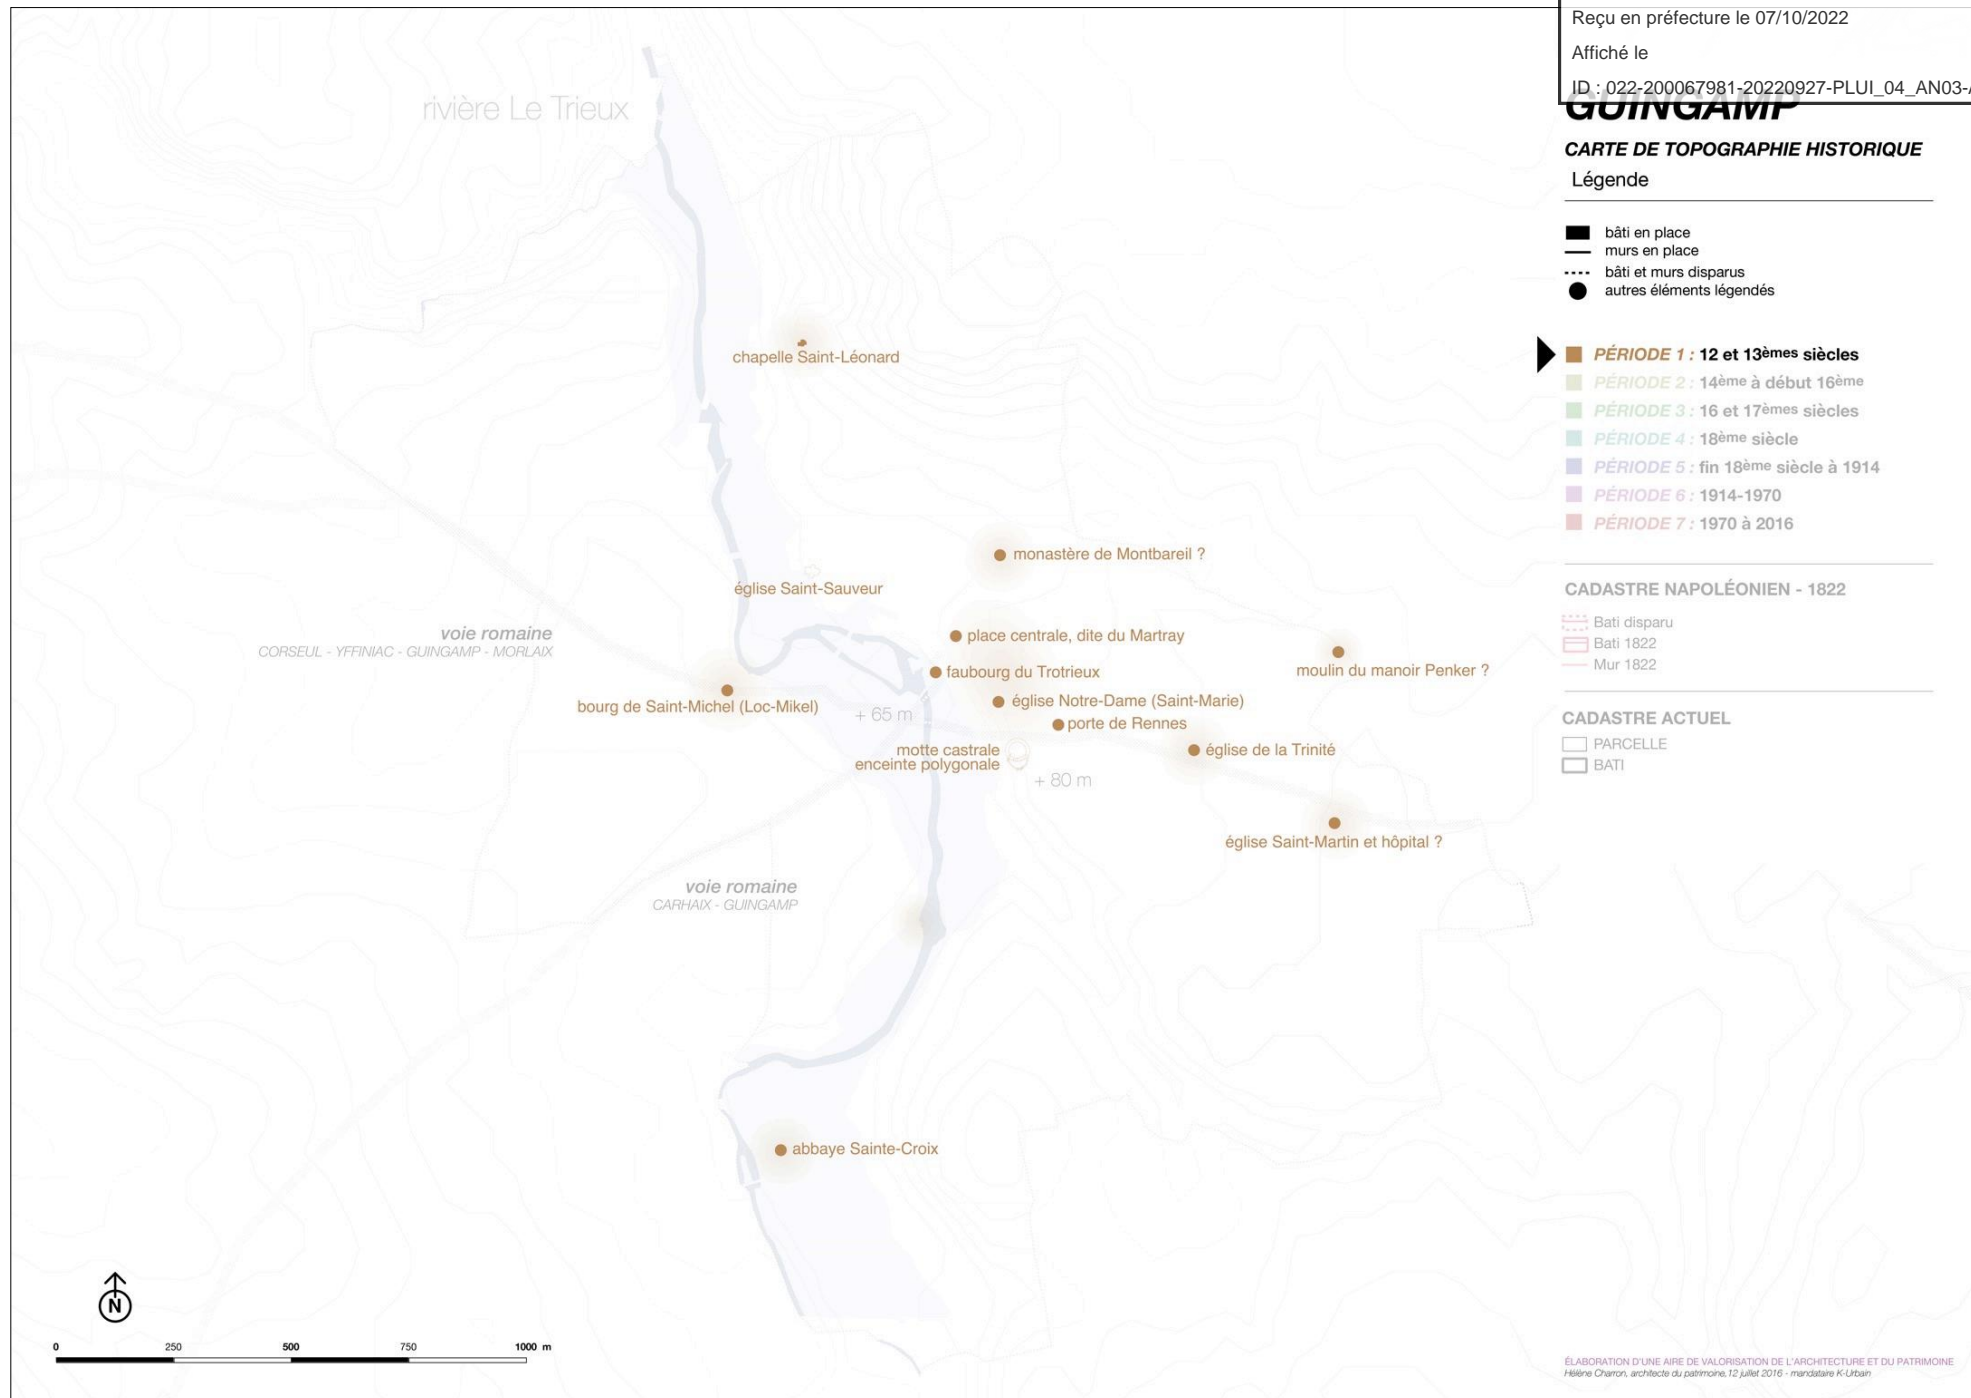 Reçu en préfecture le 07/10/2022
Affiché le
ID : 022-200067981-20220927-PLUI_04_AN03-
GUINGAMP
CARTE DE TOPOGRAPHIE HISTORIQUE
Légende
bâti en place
murs en place
bâti et murs disparus
autres éléments légendés
PÉRIODE 1 : 12 et 13èmes siècles
PÉRIODE 2 : 14ème à début 16ème
PÉRIODE 3 : 16 et 17èmes siècles
PÉRIODE 4 : 18ème siècle
PÉRIODE 5 : fin 18ème siècle à 1914
PÉRIODE 6 : 1914-1970
PÉRIODE 7 : 1970 à 2016
CADASTRE NAPOLÉONIEN - 1822
Bati disparu
Bati 1822
Mur 1822
CADASTRE ACTUEL
PARCELLE
BATI
rivière Le Trieux
chapelle Saint-Léonard
monastère de Montbareil ?
église Saint-Sauveur
voie romaine
CORSEUL - YFFINIAC - GUINGAMP - MORLAIX
place centrale, dite du Martray
faubourg du Trotrieux
moulin du manoir Penker ?
bourg de Saint-Michel (Loc-Mikel)
église Notre-Dame (Saint-Marie)
+ 65 m
porte de Rennes
motte castrale
enceinte polygonale
église de la Trinité
+ 80 m
église Saint-Martin et hôpital ?
voie romaine
CARHAIX - GUINGAMP
abbaye Sainte-Croix
N
0 250 500 750 1000 m
ÉLABORATION D'UNE AIRE DE VALORISATION DE L'ARCHITECTURE ET DU PATRIMOINE
Hélène Charron, architecte du patrimoine,12 juillet 2016 - mandataire K-Urbain